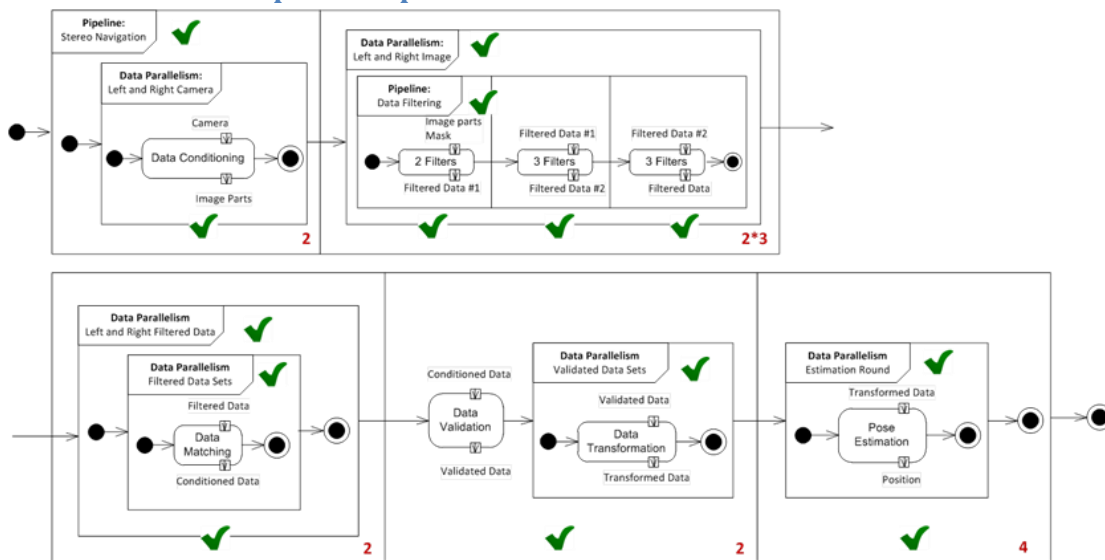 Pipeline:
Stereo Navigation
Data Parallelism:
Left and Right Camera
Camera
Data Conditioning
Image Parts
2
Data Parallelism:
Left and Right Image
Pipeline:
Data Filtering
Image parts
Mask
2 Filters
Filtered Data #1
Filtered Data #1
3 Filters
Filtered Data #2
Filtered Data #2
3 Filters
Filtered Data
2*3
Data Parallelism
Left and Right Filtered Data
Data Parallelism
Filtered Data Sets
Filtered Data
Data
Matching
Conditioned Data
2
Conditioned Data
Data
Validation
Validated Data
Data Parallelism
Validated Data Sets
Validated Data
Data
Transformation
Transformed Data
2
Data Parallelism
Estimation Round
Transformed Data
Pose
Estimation
Position
4